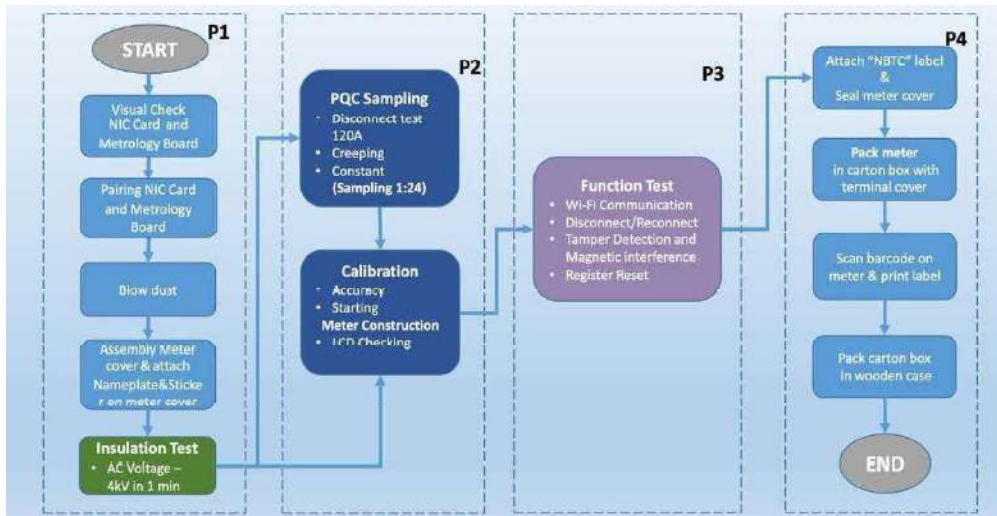 START
P1
Visual Check
NIC Card and
Metrology Board
Pairing NIC Card
and Metrology
Board
Blow dust
Assembly Meter
cover & attach
Nameplate&Sticke
r on meter cover
Insulation Test
• AC Voltage –
4kV in 1 min
P2
PQC Sampling
- Disconnect test
120A
• Creeping
• Constant
(Sampling 1:24)
Calibration
- Accuracy
- Starting
Meter Construction
• LCD Checking
P3
Function Test
• Wi-Fi Communication
• Disconnect/Reconnect
• Tamper Detection and
Magnetic interference
• Register Reset
P4
Attach “NBTC” label
&
Seal meter cover
Pack meter
in carton box with
terminal cover
Scan barcode on
meter & print label
Pack carton box
in wooden case
END